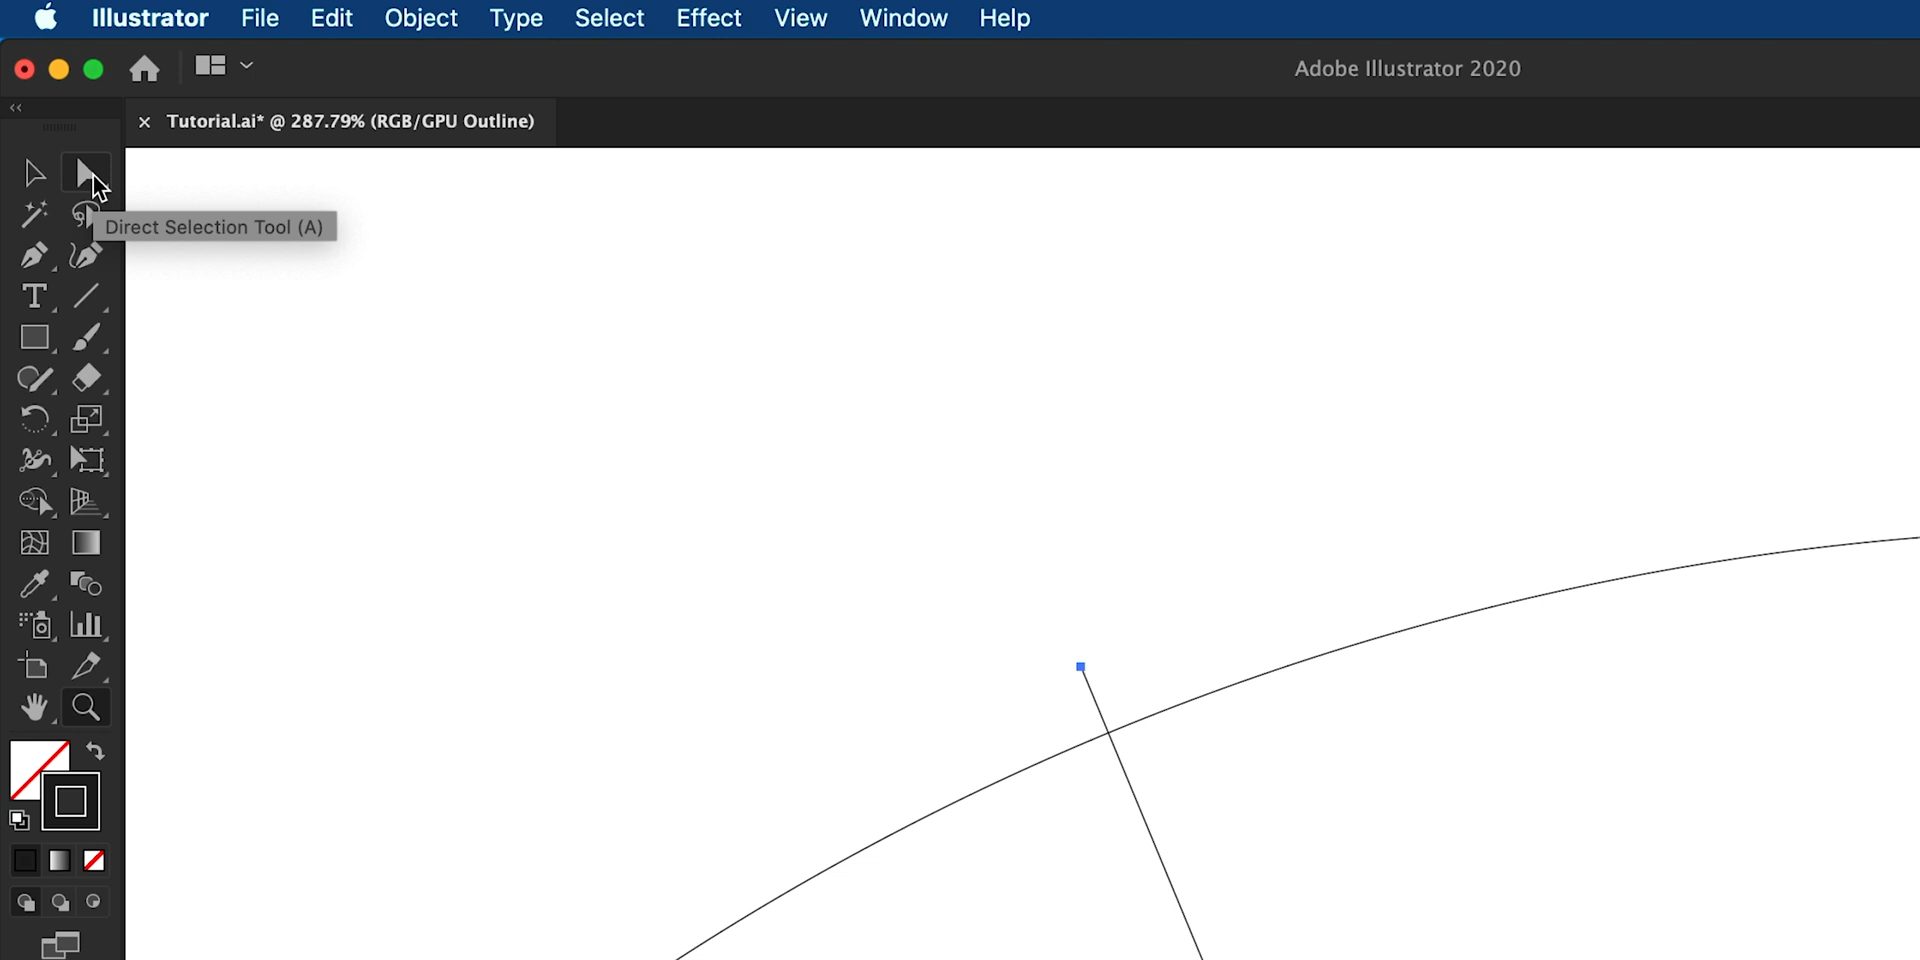 Illustrator File Edit Object Type Select Effect View Window Help
Adobe Illustrator 2020
Tutorial.ai* @ 287.79% (RGB/GPU Outline)
Direct Selection Tool (A)